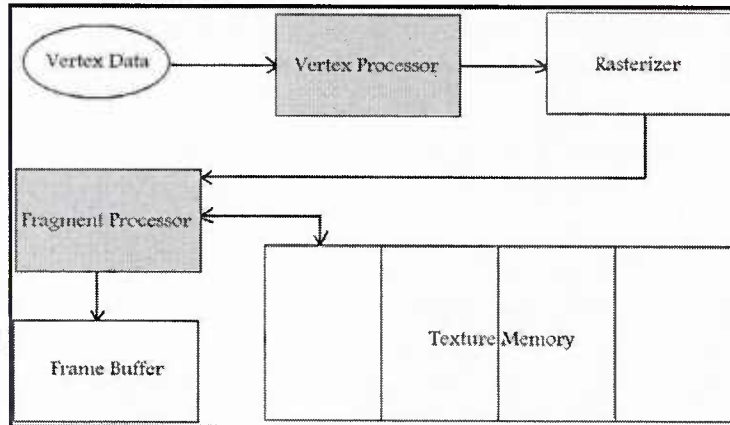 Vertex Data
Vertex Processor
Rasterizer
Fragment Processor
Texture Memory
Frame Buffer